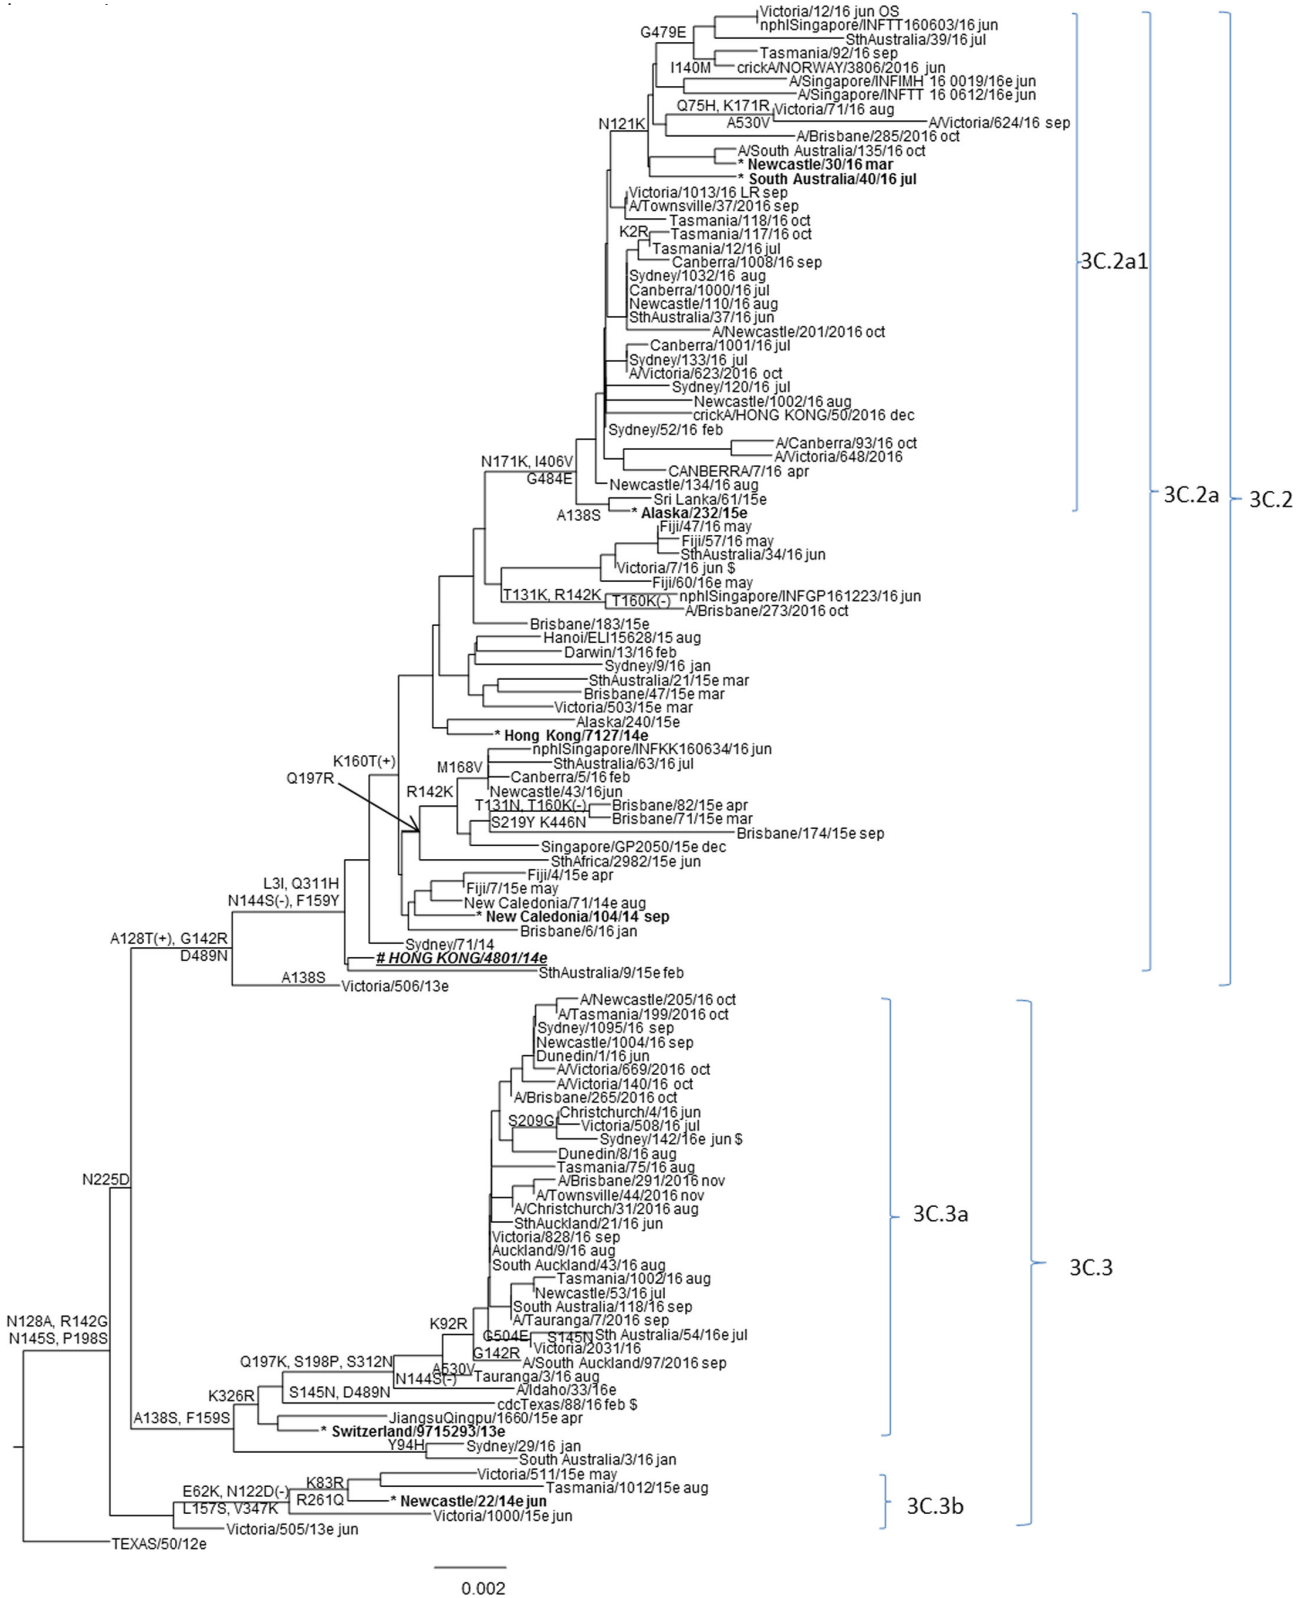 Victoria/12/16 jun OS
nphlSingapore/INFTT160603/16 jun
G479E
SthAustralia/39/16 jul
Tasmania/92/16 sep
I140M
crickA/NORWAY/3806/2016 jun
A/Singapore/INFIMH 16 0019/16e jun
A/Singapore/INFTT 16 0612/16e jun
Q75H, K171R
Victoria/71/16 aug
A530V
A/Victoria/624/16 sep
N121K
A/Brisbane/285/2016 oct
A/South Australia/135/16 oct
* Newcastle/30/16 mar
* South Australia/40/16 jul
Victoria/1013/16 LR sep
A/Townsville/37/2016 sep
Tasmania/118/16 oct
K2R
Tasmania/117/16 oct
Tasmania/12/16 jul
Canberra/1008/16 sep
3C.2a1
Sydney/1032/16 aug
Canberra/1000/16 jul
Newcastle/110/16 aug
SthAustralia/37/16 jun
A/Newcastle/201/2016 oct
Canberra/1001/16 jul
Sydney/133/16 jul
A/Victoria/623/2016 oct
Sydney/120/16 jul
Newcastle/1002/16 aug
crickA/HONG KONG/50/2016 dec
Sydney/52/16 feb
A/Canberra/93/16 oct
A/Victoria/648/2016
N171K, I406V
CANBERRA/7/16 apr
G484E
Newcastle/134/16 aug
3C.2a
3C.2
Sri Lanka/61/15e
A138S
* Alaska/232/15e
Fiji/47/16 may
Fiji/57/16 may
SthAustralia/34/16 jun
Victoria/7/16 jun $
Fiji/60/16e may
T131K, R142K
nphlSingapore/INFGP161223/16 jun
T160K(-)
A/Brisbane/273/2016 oct
Brisbane/183/15e
Hanoi/ELI15628/15 aug
Darwin/13/16 feb
Sydney/9/16 jan
SthAustralia/21/15e mar
Brisbane/47/15e mar
Victoria/503/15e mar
Alaska/240/15e
* Hong Kong/7127/14e
nphlSingapore/INFKK160634/16 jun
K160T(+)
M168V
SthAustralia/63/16 jul
Q197R
Canberra/5/16 feb
R142K
Newcastle/43/16jun
T131N, T160K(-)
Brisbane/82/15e apr
S219Y K446N
Brisbane/71/15e mar
Brisbane/174/15e sep
Singapore/GP2050/15e dec
SthAfrica/2982/15e jun
Fiji/4/15e apr
L3I, Q311H
Fiji/7/15e may
N144S(-), F159Y
New Caledonia/71/14e aug
* New Caledonia/104/14 sep
Brisbane/6/16 jan
A128T(+), G142R
Sydney/71/14
D489N
# HONG KONG/4801/14e
SthAustralia/9/15e feb
A138S
Victoria/506/13e
A/Newcastle/205/16 oct
A/Tasmania/199/2016 oct
Sydney/1095/16 sep
Newcastle/1004/16 sep
Dunedin/1/16 jun
A/Victoria/669/2016 oct
A/Victoria/140/16 oct
A/Brisbane/265/2016 oct
Christchurch/4/16 jun
S209G
Victoria/508/16 jul
Sydney/142/16e jun $
Dunedin/8/16 aug
Tasmania/75/16 aug
N225D
A/Brisbane/291/2016 nov
A/Townsville/44/2016 nov
A/Christchurch/31/2016 aug
3C.3a
SthAuckland/21/16 jun
Victoria/828/16 sep
Auckland/9/16 aug
South Auckland/43/16 aug
3C.3
Tasmania/1002/16 aug
Newcastle/53/16 jul
South Australia/118/16 sep
N128A, R142G
A/Tauranga/7/2016 sep
K92R
N145S, P198S
G504E
S145N
Sth Australia/54/16e jul
Victoria/2031/16
G142R
Q197K, S198P, S312N
A/South Auckland/97/2016 sep
A530V
N144S(-)
Tauranga/3/16 aug
S145N, D489N
A/Idaho/33/16e
K326R
cdcTexas/88/16 feb $
A138S, F159S
JiangsuQingpu/1660/15e apr
* Switzerland/9715293/13e
Y94H
Sydney/29/16 jan
South Australia/3/16 jan
Victoria/511/15e may
K83R
E62K, N122D(-)
Tasmania/1012/15e aug
R261Q
* Newcastle/22/14e jun
L157S, V347K
Victoria/1000/15e jun
3C.3b
Victoria/505/13e jun
TEXAS/50/12e
0.002